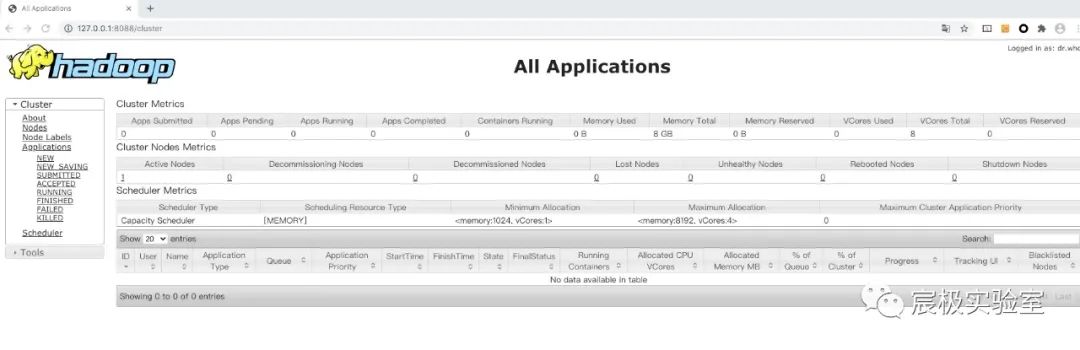 All Applications
127.0.0.1:8088/cluster
Logged in as: dr.who
hadoop
All Applications
Cluster
About
Nodes
Node Labels
Applications
NEW
NEW_SAVING
SUBMITTED
ACCEPTED
RUNNING
FINISHED
FAILED
KILLED
Scheduler
Tools
Cluster Metrics
Apps Submitted Apps Pending Apps Running Apps Completed Containers Running Memory Used Memory Total Memory Reserved VCores Used VCores Total VCores Reserved
0 0 0 0 0 0 B 8 GB 0 B 0 8 0
Cluster Nodes Metrics
Active Nodes Decommissioning Nodes Decommissioned Nodes Lost Nodes Unhealthy Nodes Rebooted Nodes Shutdown Nodes
1 0 0 0 0 0 0
Scheduler Metrics
Scheduler Type Scheduling Resource Type Minimum Allocation Maximum Allocation Maximum Cluster Application Priority
Capacity Scheduler [MEMORY] <memory:1024, vCores:1> <memory:8192, vCores:4> 0
Show 20 entries Search:
ID User Name Application Type Queue Application Priority StartTime FinishTime State FinalStatus Running Containers Allocated CPU VCores Allocated Memory MB % of Queue % of Cluster Progress Tracking UI Blacklisted Nodes
No data available in table
Showing 0 to 0 of 0 entries Last
宸极实验室